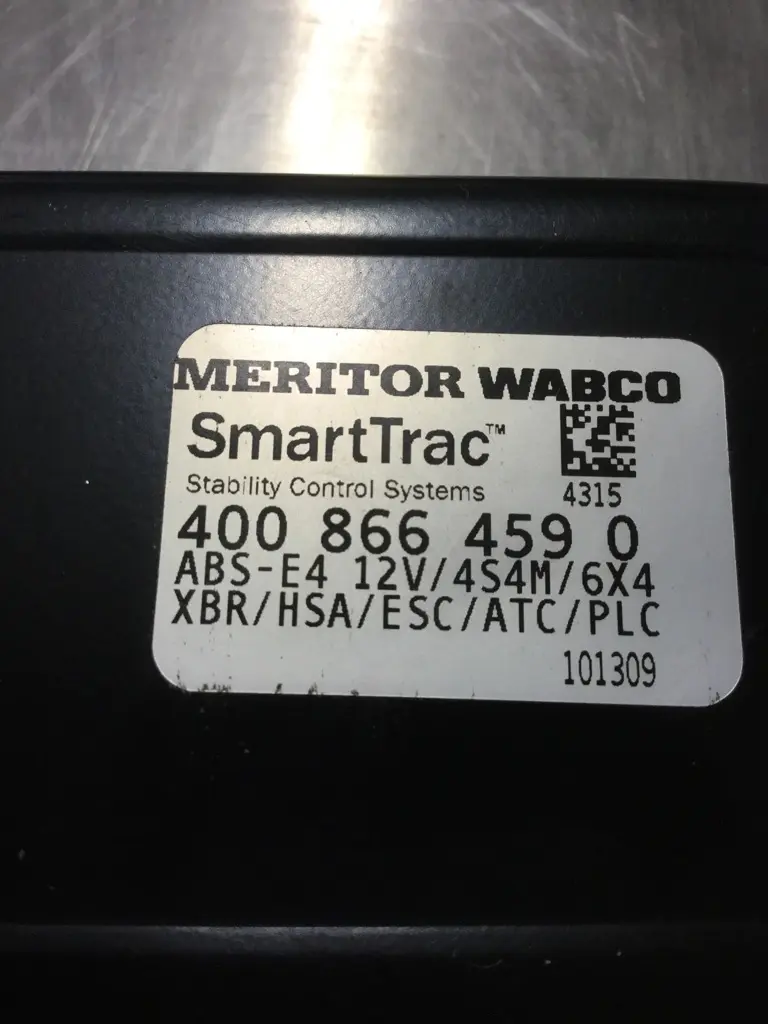 MERITOR WABCO
SmartTrac™
Stability Control Systems
4315
400 866 459 0
ABS-E4 12V/4S4M/6X4
XBR/HSA/ESC/ATC/PLC
101309